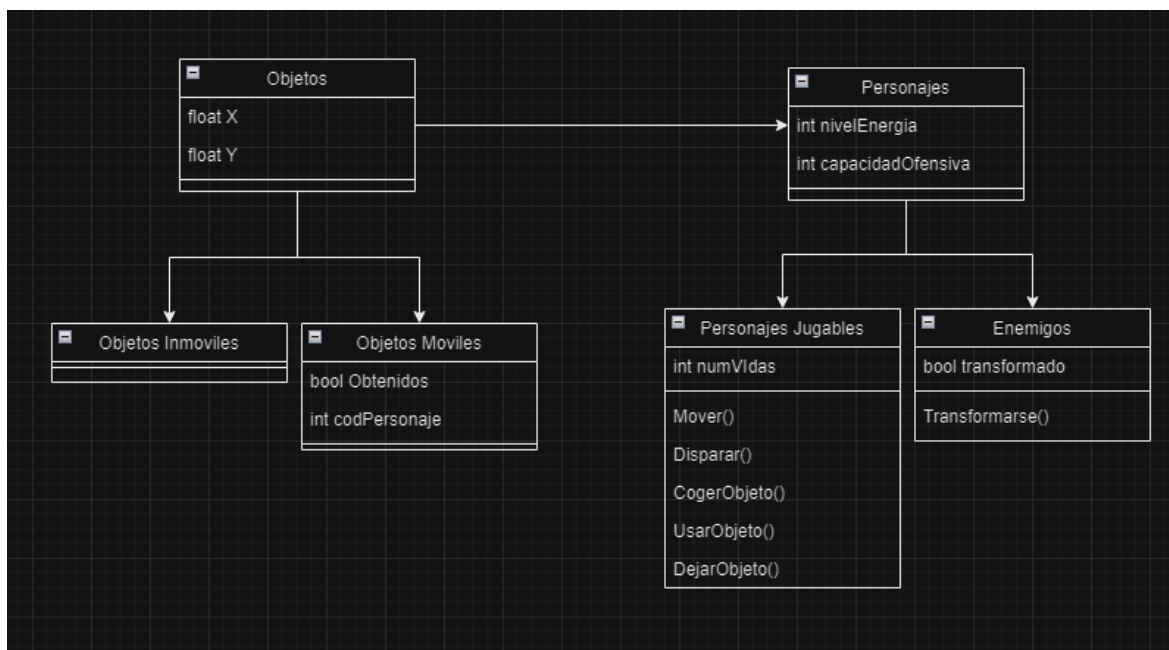 Objetos
float X
float Y
Personajes
int nivelEnergia
int capacidadOfensiva
Objetos Inmoviles
Objetos Moviles
bool Obtenidos
int codPersonaje
Personajes Jugables
int numVIdas
Mover()
Disparar()
CogerObjeto()
UsarObjeto()
DejarObjeto()
Enemigos
bool transformado
Transformarse()